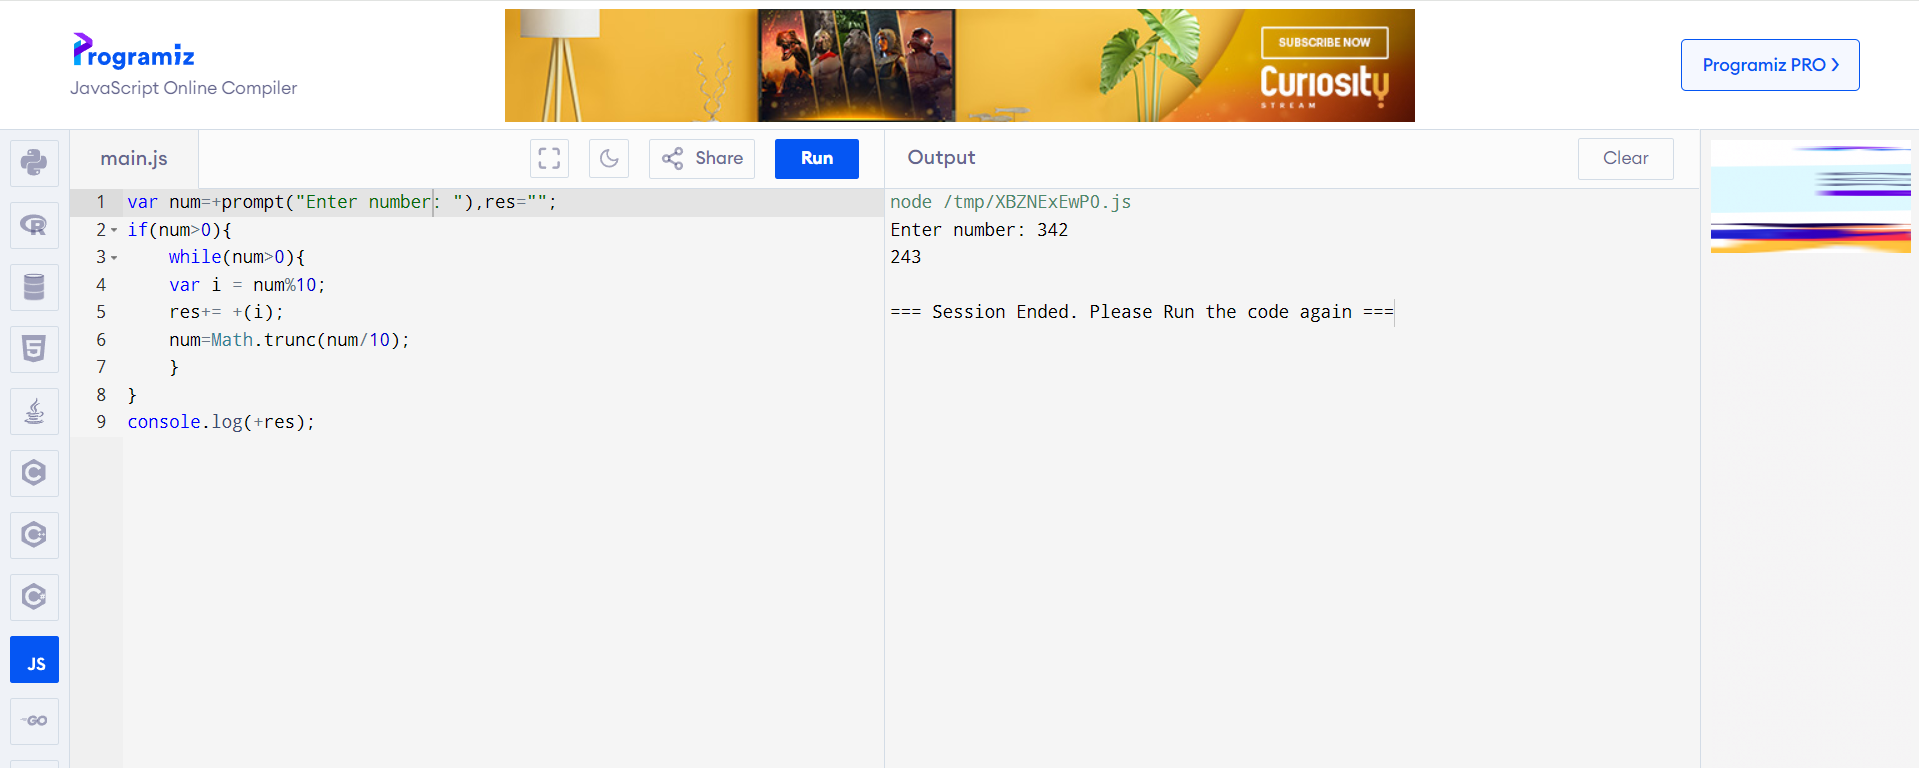 Programiz
JavaScript Online Compiler
SUBSCRIBE NOW
CURIOSITY
STREAM
Programiz PRO
main.js
Share
Run
Output
Clear
1 var num=+prompt("Enter number: "),res="";
2 if(num>0){
3 while(num>0){
4 var i = num%10;
5 res+= +(i);
6 num=Math.trunc(num/10);
7 }
8 }
9 console.log(+res);
node /tmp/XBZNExEwP0.js
Enter number: 342
243
=== Session Ended. Please Run the code again ===
R
5
C
C
C#
JS
GO